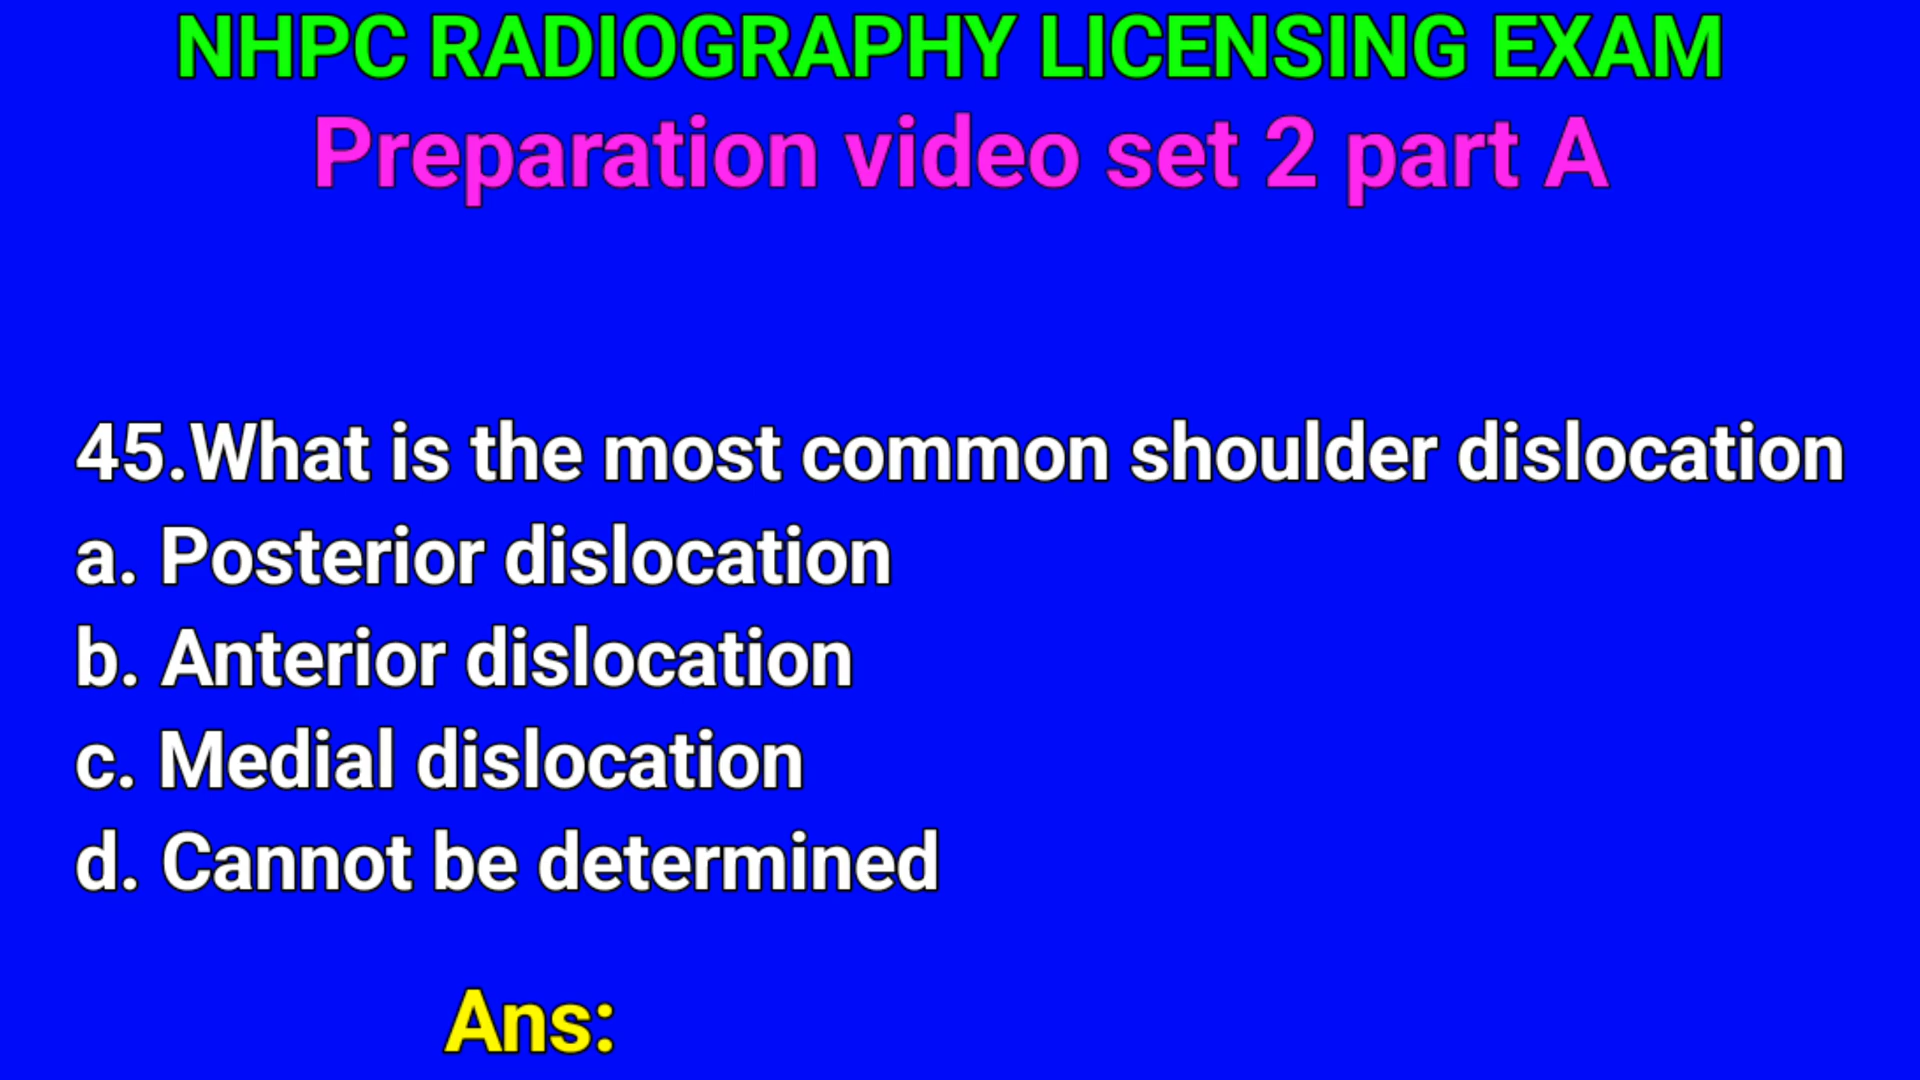 NHPC RADIOGRAPHY LICENSING EXAM
Preparation video set 2 part A
45.What is the most common shoulder dislocation
a. Posterior dislocation
b. Anterior dislocation
c. Medial dislocation
d. Cannot be determined
Ans: